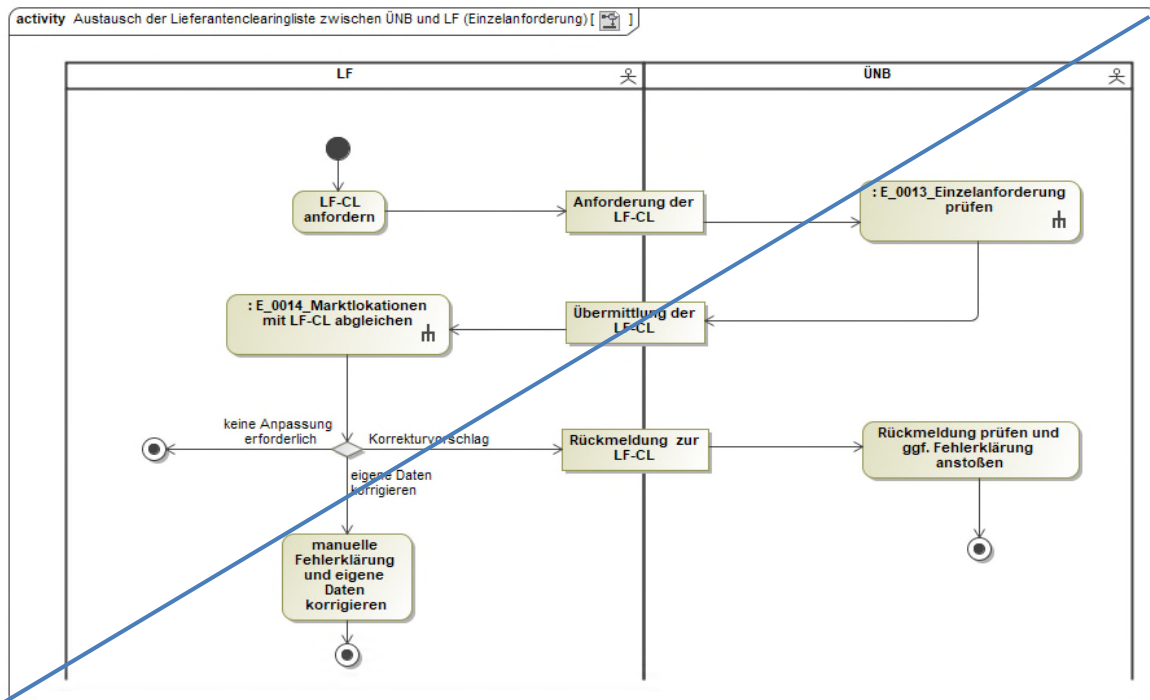 activity Austausch der Lieferantenclearingliste zwischen ÜNB und LF (Einzelanforderung) [ ]
LF
ÜNB
LF-CL
anfordern
Anforderung der
LF-CL
: E_0013_Einzelanforderung
prüfen
: E_0014_Marktlokationen
mit LF-CL abgleichen
Übermittlung der
LF-CL
keine Anpassung
erforderlich
Korrekturvorschlag
Rückmeldung zur
LF-CL
Rückmeldung prüfen und
ggf. Fehlerklärung
anstoßen
eigene Daten
korrigieren
manuelle
Fehlerklärung
und eigene
Daten
korrigieren